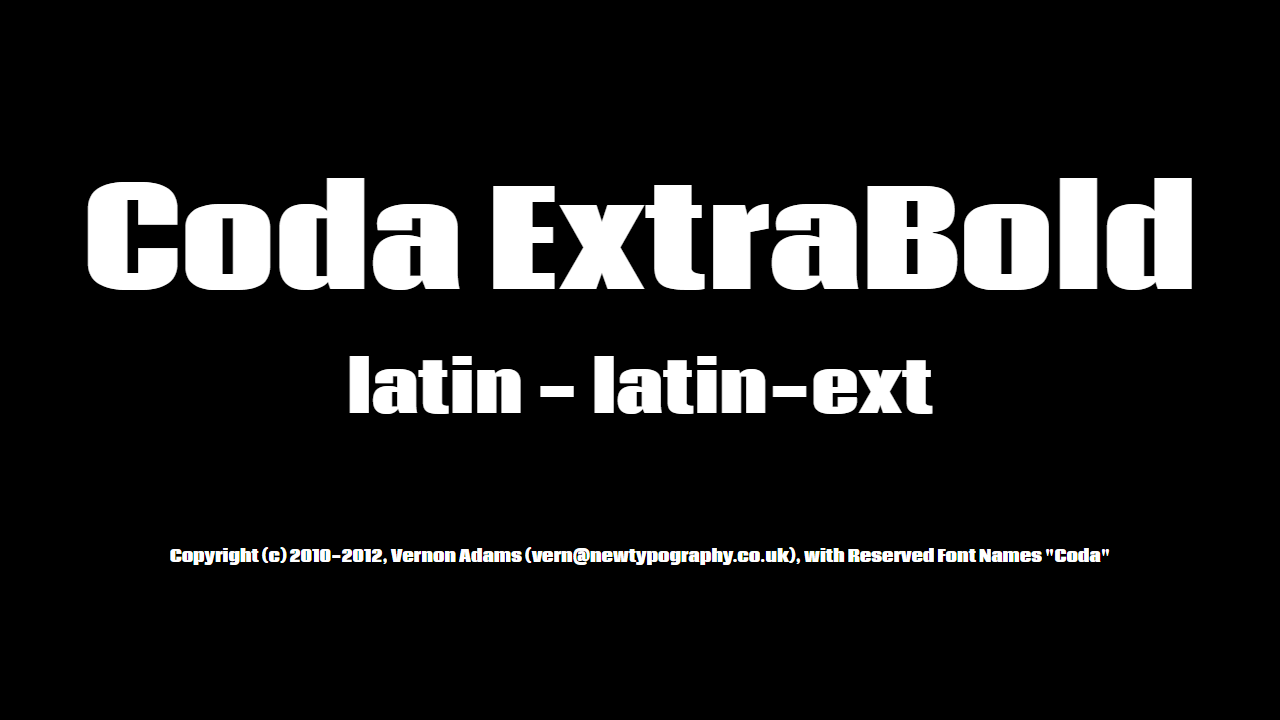 Coda ExtraBold
latin - latin-ext
Copyright (c) 2010-2012, Vernon Adams (vern@newtypography.co.uk), with Reserved Font Names "Coda"